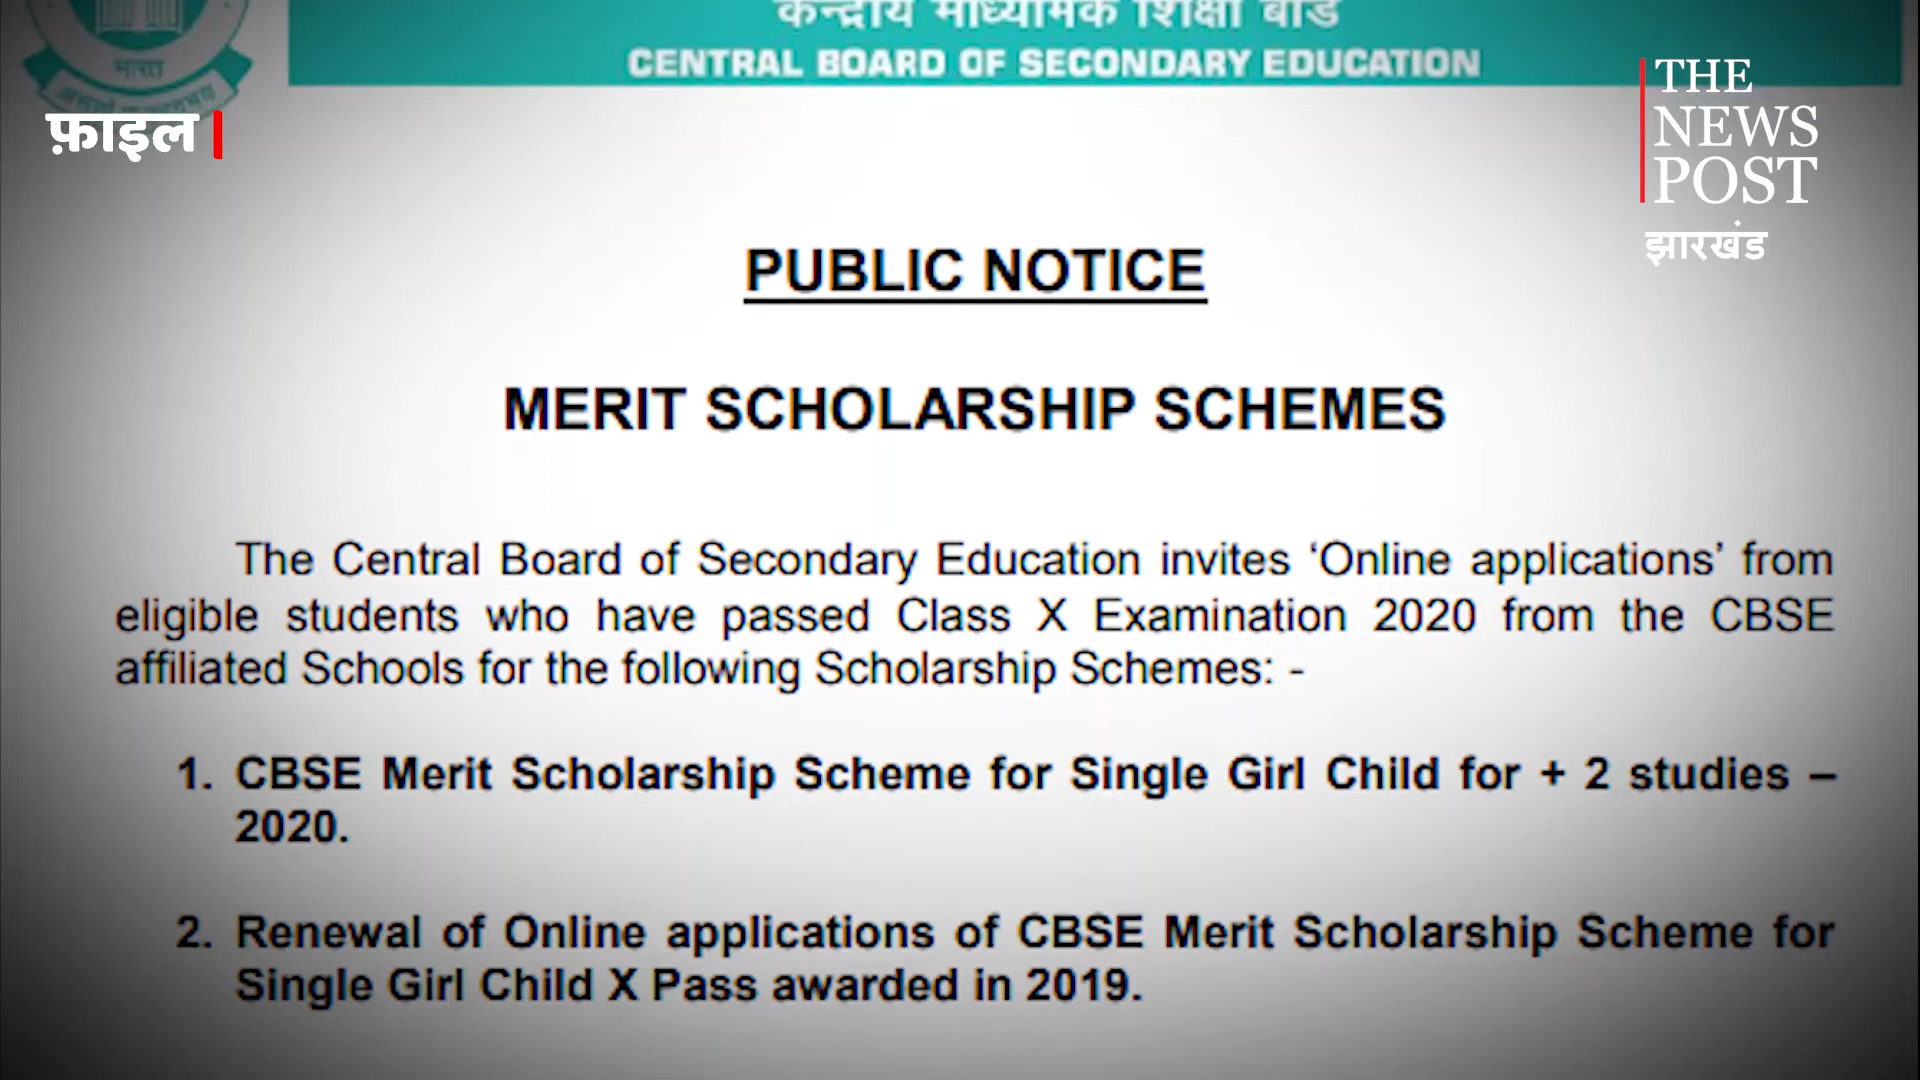 केन्द्रीय माध्यमिक शिक्षा बोर्ड
CENTRAL BOARD OF SECONDARY EDUCATION
भारत
फ़ाइल
THE
NEWS
POST
झारखंड
PUBLIC NOTICE
MERIT SCHOLARSHIP SCHEMES
The Central Board of Secondary Education invites ‘Online applications’ from
eligible students who have passed Class X Examination 2020 from the CBSE
affiliated Schools for the following Scholarship Schemes: -
1. CBSE Merit Scholarship Scheme for Single Girl Child for + 2 studies –
2020.
2. Renewal of Online applications of CBSE Merit Scholarship Scheme for
Single Girl Child X Pass awarded in 2019.